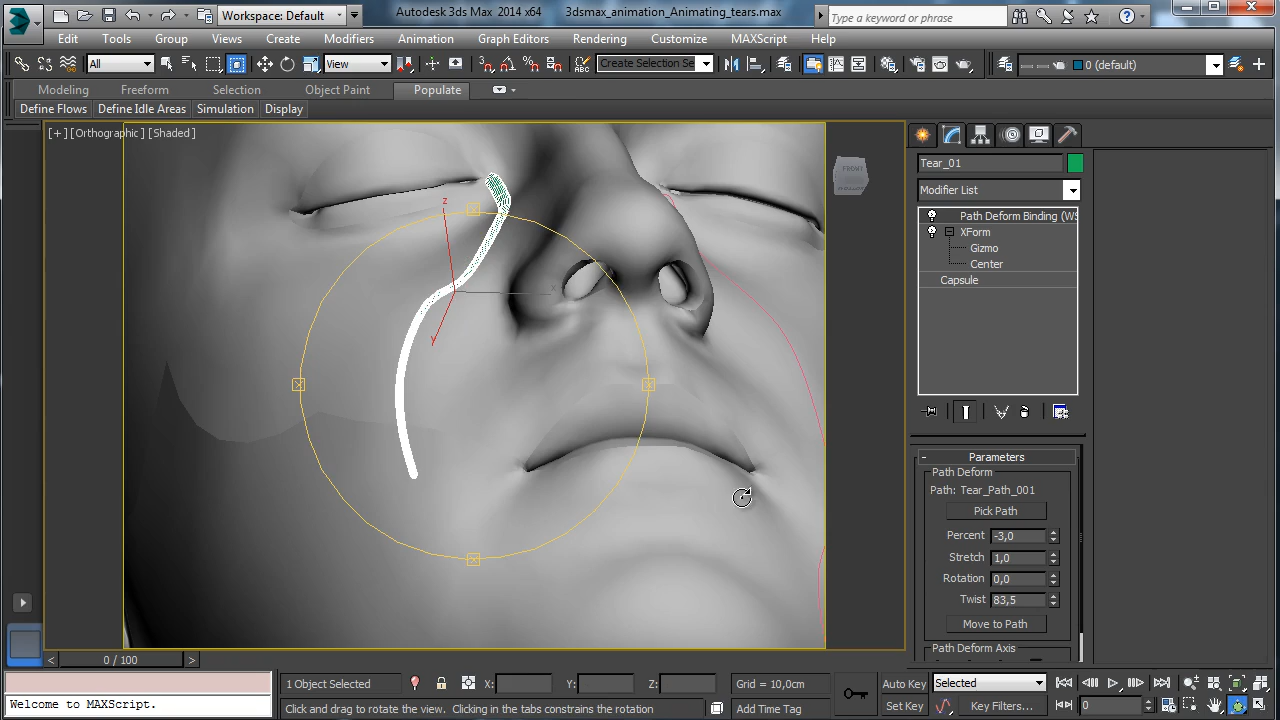 Workspace: Default
Autodesk 3ds Max 2014 x64
3dsmax_animation_Animating_tears.max
Type a keyword or phrase
Edit Tools Group Views Create Modifiers Animation Graph Editors Rendering Customize MAXScript Help
All
View
Create Selection Se
0 (default)
Modeling Freeform Selection Object Paint Populate
Define Flows Define Idle Areas Simulation Display
[+][Orthographic][Shaded]
FRONT
z
y
Tear_01
Modifier List
Path Deform Binding (WS
XForm
Gizmo
Center
Capsule
- Parameters
Path Deform
Path: Tear_Path_001
Pick Path
Percent -3,0
Stretch 1,0
Rotation 0,0
Twist 83,5
Move to Path
Path Deform Axis
< 0 / 100 >
1 Object Selected
X: Y: Z:
Grid = 10,0cm
Auto Key
Selected
Welcome to MAXScript.
Click and drag to rotate the view. Clicking in the tabs constrains the rotation
Add Time Tag
Set Key
Key Filters...
0